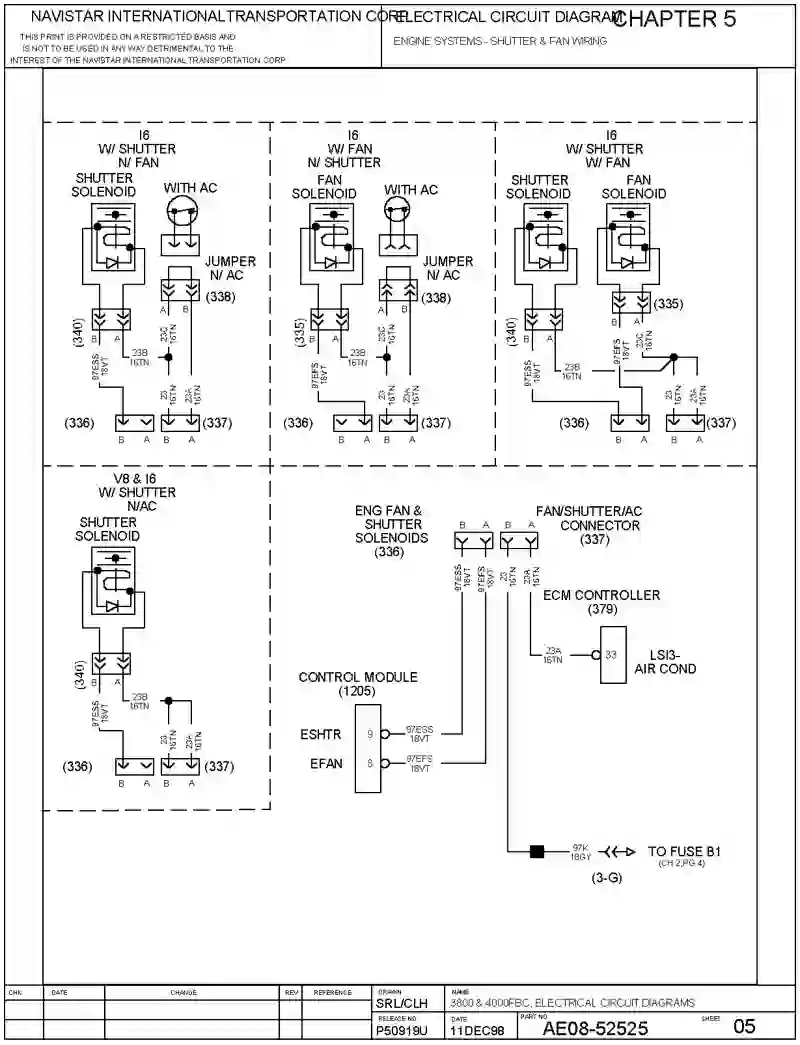 NAVISTAR INTERNATIONAL TRANSPORTATION CORP
THIS PRINT IS PROVIDED ON A RESTRICTED BASIS AND
IS NOT TO BE USED IN ANY WAY DETRIMENTAL TO THE
INTEREST OF THE NAVISTAR INTERNATIONAL TRANSPORTATION CORP
ELECTRICAL CIRCUIT DIAGRAM
CHAPTER 5
ENGINE SYSTEMS - SHUTTER & FAN WIRING
I6
W/ SHUTTER
N/ FAN
SHUTTER
SOLENOID
WITH AC
JUMPER
N/ AC
(338)
A B
(340)
B A
97ESS
18VT
23B
16TN
23C
16TN
23
16TN
23A
16TN
(336)
(337)
B A B A
I6
W/ FAN
N/ SHUTTER
FAN
SOLENOID
WITH AC
JUMPER
N/ AC
(338)
A B
(335)
B A
97EFS
18VT
23B
16TN
23C
16TN
23
16TN
23A
16TN
(336)
(337)
B A B A
I6
W/ SHUTTER
W/ FAN
SHUTTER
SOLENOID
FAN
SOLENOID
(335)
B A
(340)
B A
97ESS
18VT
23B
16TN
97EFS
18VT
23C
16TN
23
16TN
23A
16TN
(336)
(337)
B A B A
V8 & I6
W/ SHUTTER
N/AC
SHUTTER
SOLENOID
(340)
B A
97ESS
18VT
23B
16TN
23
16TN
23A
16TN
(336)
(337)
B A B A
ENG FAN &
SHUTTER
SOLENOIDS
(336)
B A B A
FAN/SHUTTER/AC
CONNECTOR
(337)
97ESS
18VT
97EFS
18VT
23
16TN
23A
16TN
ECM CONTROLLER
(379)
23A
16TN
33
LSI3-
AIR COND
CONTROL MODULE
(1205)
ESHTR 9 97ESS
18VT
EFAN 8 97EFS
18VT
97K
18GY
TO FUSE B1
(CH 2,PG 4)
(3-G)
CHK DATE CHANGE REV REFERENCE
DRAWN
SRL/CLH
NAME
3800 & 4000FBC, ELECTRICAL CIRCUIT DIAGRAMS
RELEASE NO
P50919U
DATE
11DEC98
PART NO
AE08-52525
SHEET
05